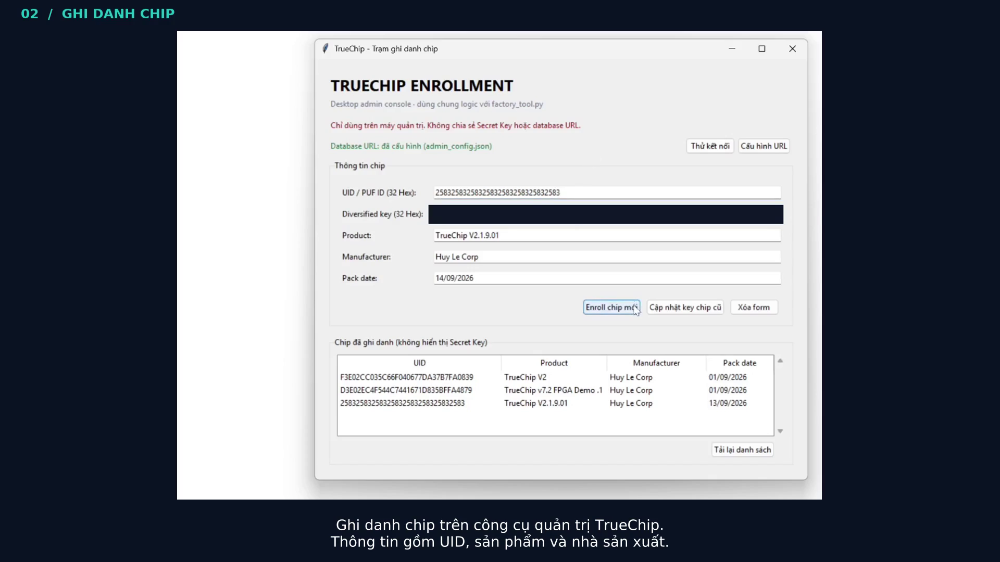 02 / GHI DANH CHIP
TrueChip - Trạm ghi danh chip
TRUECHIP ENROLLMENT
Desktop admin console · dùng chung logic với factory_tool.py
Chỉ dùng trên máy quản trị. Không chia sẻ Secret Key hoặc database URL.
Database URL: đã cấu hình (admin_config.json)
Thử kết nối
Cấu hình URL
Thông tin chip
UID / PUF ID (32 Hex): 25832583258325832583258325832583
Diversified key (32 Hex):
Product: TrueChip V2.1.9.01
Manufacturer: Huy Le Corp
Pack date: 14/09/2026
Enroll chip mới
Cập nhật key chip cũ
Xóa form
Chip đã ghi danh (không hiển thị Secret Key)
UID Product Manufacturer Pack date
F3E02CC035C66F040677DA37B7FA0839 TrueChip V2 Huy Le Corp 01/09/2026
D3E02EC4F544C7441671D835BFFA4879 TrueChip v7.2 FPGA Demo .1 Huy Le Corp 01/09/2026
25832583258325832583258325832583 TrueChip V2.1.9.01 Huy Le Corp 13/09/2026
Tải lại danh sách
Ghi danh chip trên công cụ quản trị TrueChip.
Thông tin gồm UID, sản phẩm và nhà sản xuất.